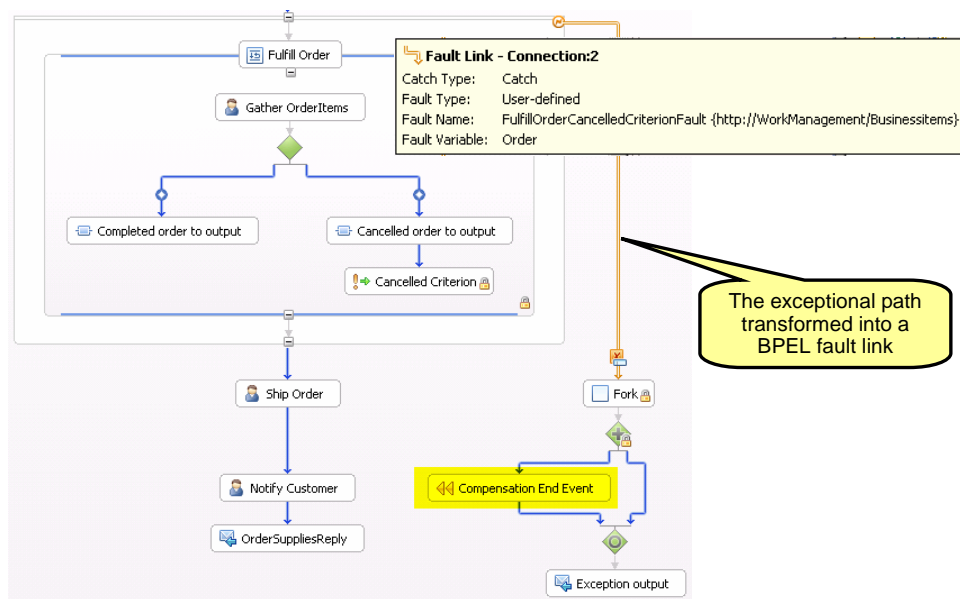 Fulfill Order
Fault Link - Connection:2
Catch Type: Catch
Fault Type: User-defined
Fault Name: FulfillOrderCancelledCriterionFault -{http://WorkManagement/Businessitems}-
Fault Variable: Order
Gather OrderItems
Completed order to output
Cancelled order to output
Cancelled Criterion
The exceptional path
transformed into a
BPEL fault link
Ship Order
Fork
Notify Customer
Compensation End Event
OrderSuppliesReply
Exception output